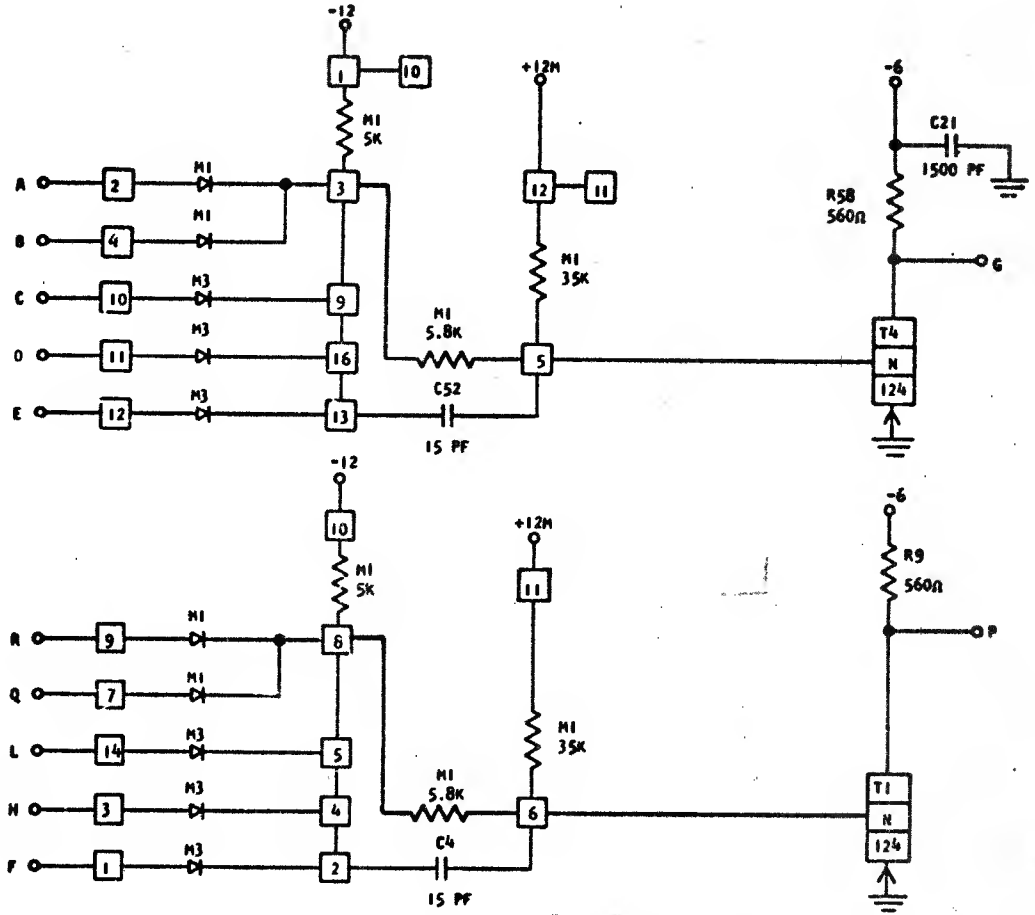 -12
1 10
+12M
-6
M1
5K
C21
1500 PF
A 2 M1 3
12 11
R58
560Ω
B 4 M1
G
C 10 M3 9
M1
35K
M1
5.8K
T4
D 11 M3 16
5
N
C52
124
E 12 M3 13
15 PF
-12
-6
10
+12M
M1
5K
11
R9
560Ω
R 9 M1 8
P
Q 7 M1
L 14 M3 5
M1
35K
M1
5.8K
T1
H 3 M3 4
6
N
C4
124
F 1 M3 2
15 PF